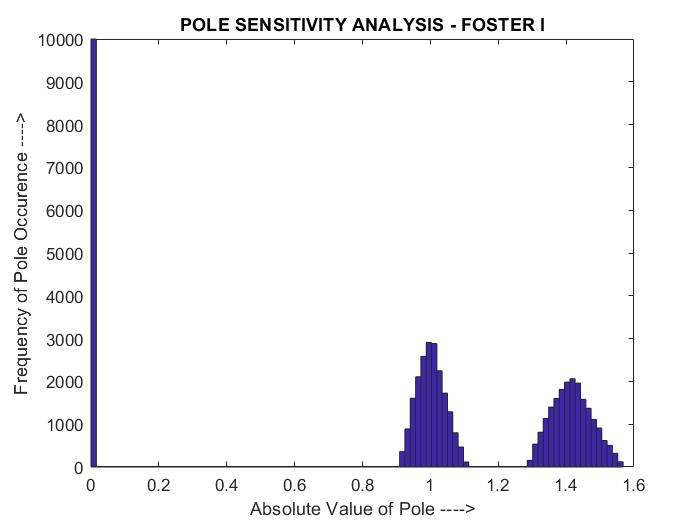 POLE SENSITIVITY ANALYSIS - FOSTER I
10000
9000
8000
7000
6000
5000
4000
3000
2000
1000
0
Frequency of Pole Occurence ---->
0 0.2 0.4 0.6 0.8 1 1.2 1.4 1.6
Absolute Value of Pole ---->